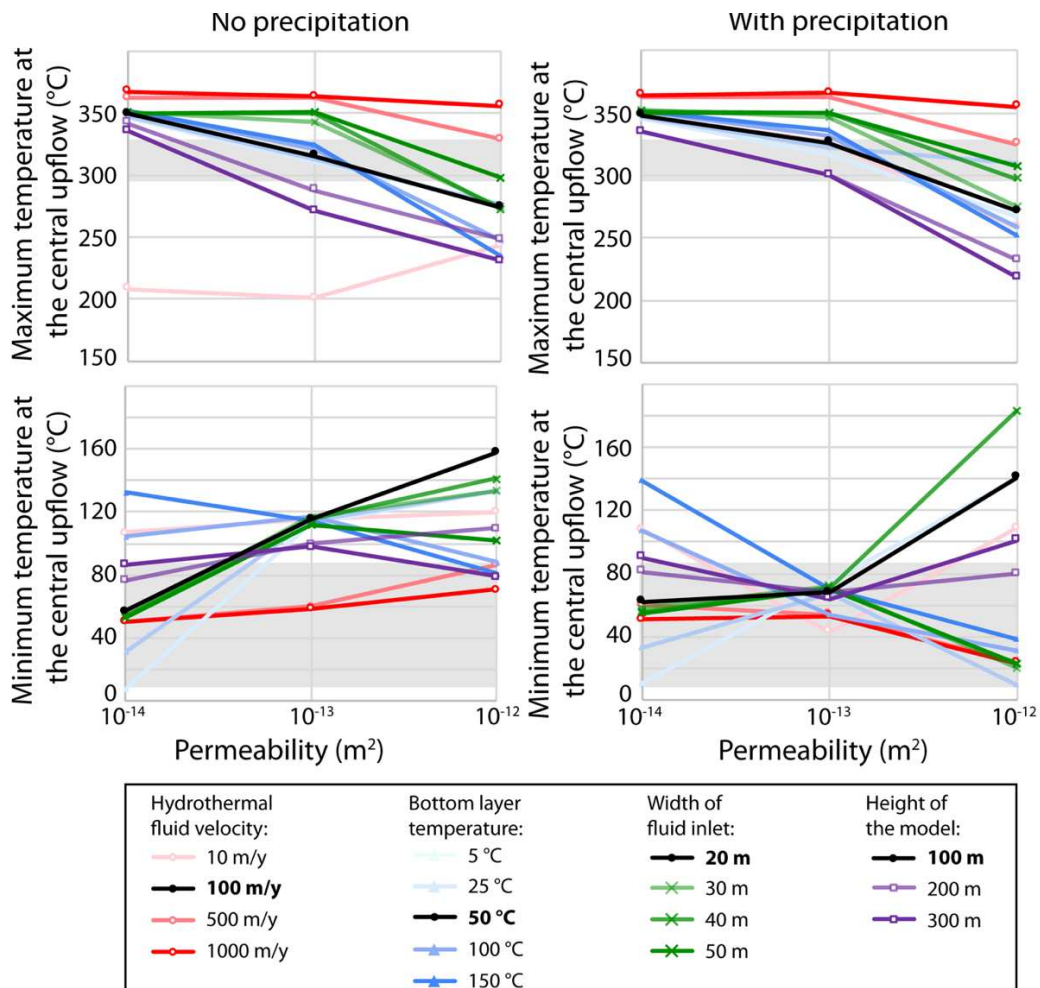 No precipitation
With precipitation
Maximum temperature at
the central upflow (°C)
350
300
250
200
150
Maximum temperature at
the central upflow (°C)
350
300
250
200
150
Minimum temperature at
the central upflow (°C)
160
120
80
40
0
10⁻¹⁴
10⁻¹³
10⁻¹²
Permeability (m²)
Minimum temperature at
the central upflow (°C)
160
120
80
40
0
10⁻¹⁴
10⁻¹³
10⁻¹²
Permeability (m²)
Hydrothermal
fluid velocity:
10 m/y
100 m/y
500 m/y
1000 m/y
Bottom layer
temperature:
5 °C
25 °C
50 °C
100 °C
150 °C
Width of
fluid inlet:
20 m
30 m
40 m
50 m
Height of
the model:
100 m
200 m
300 m